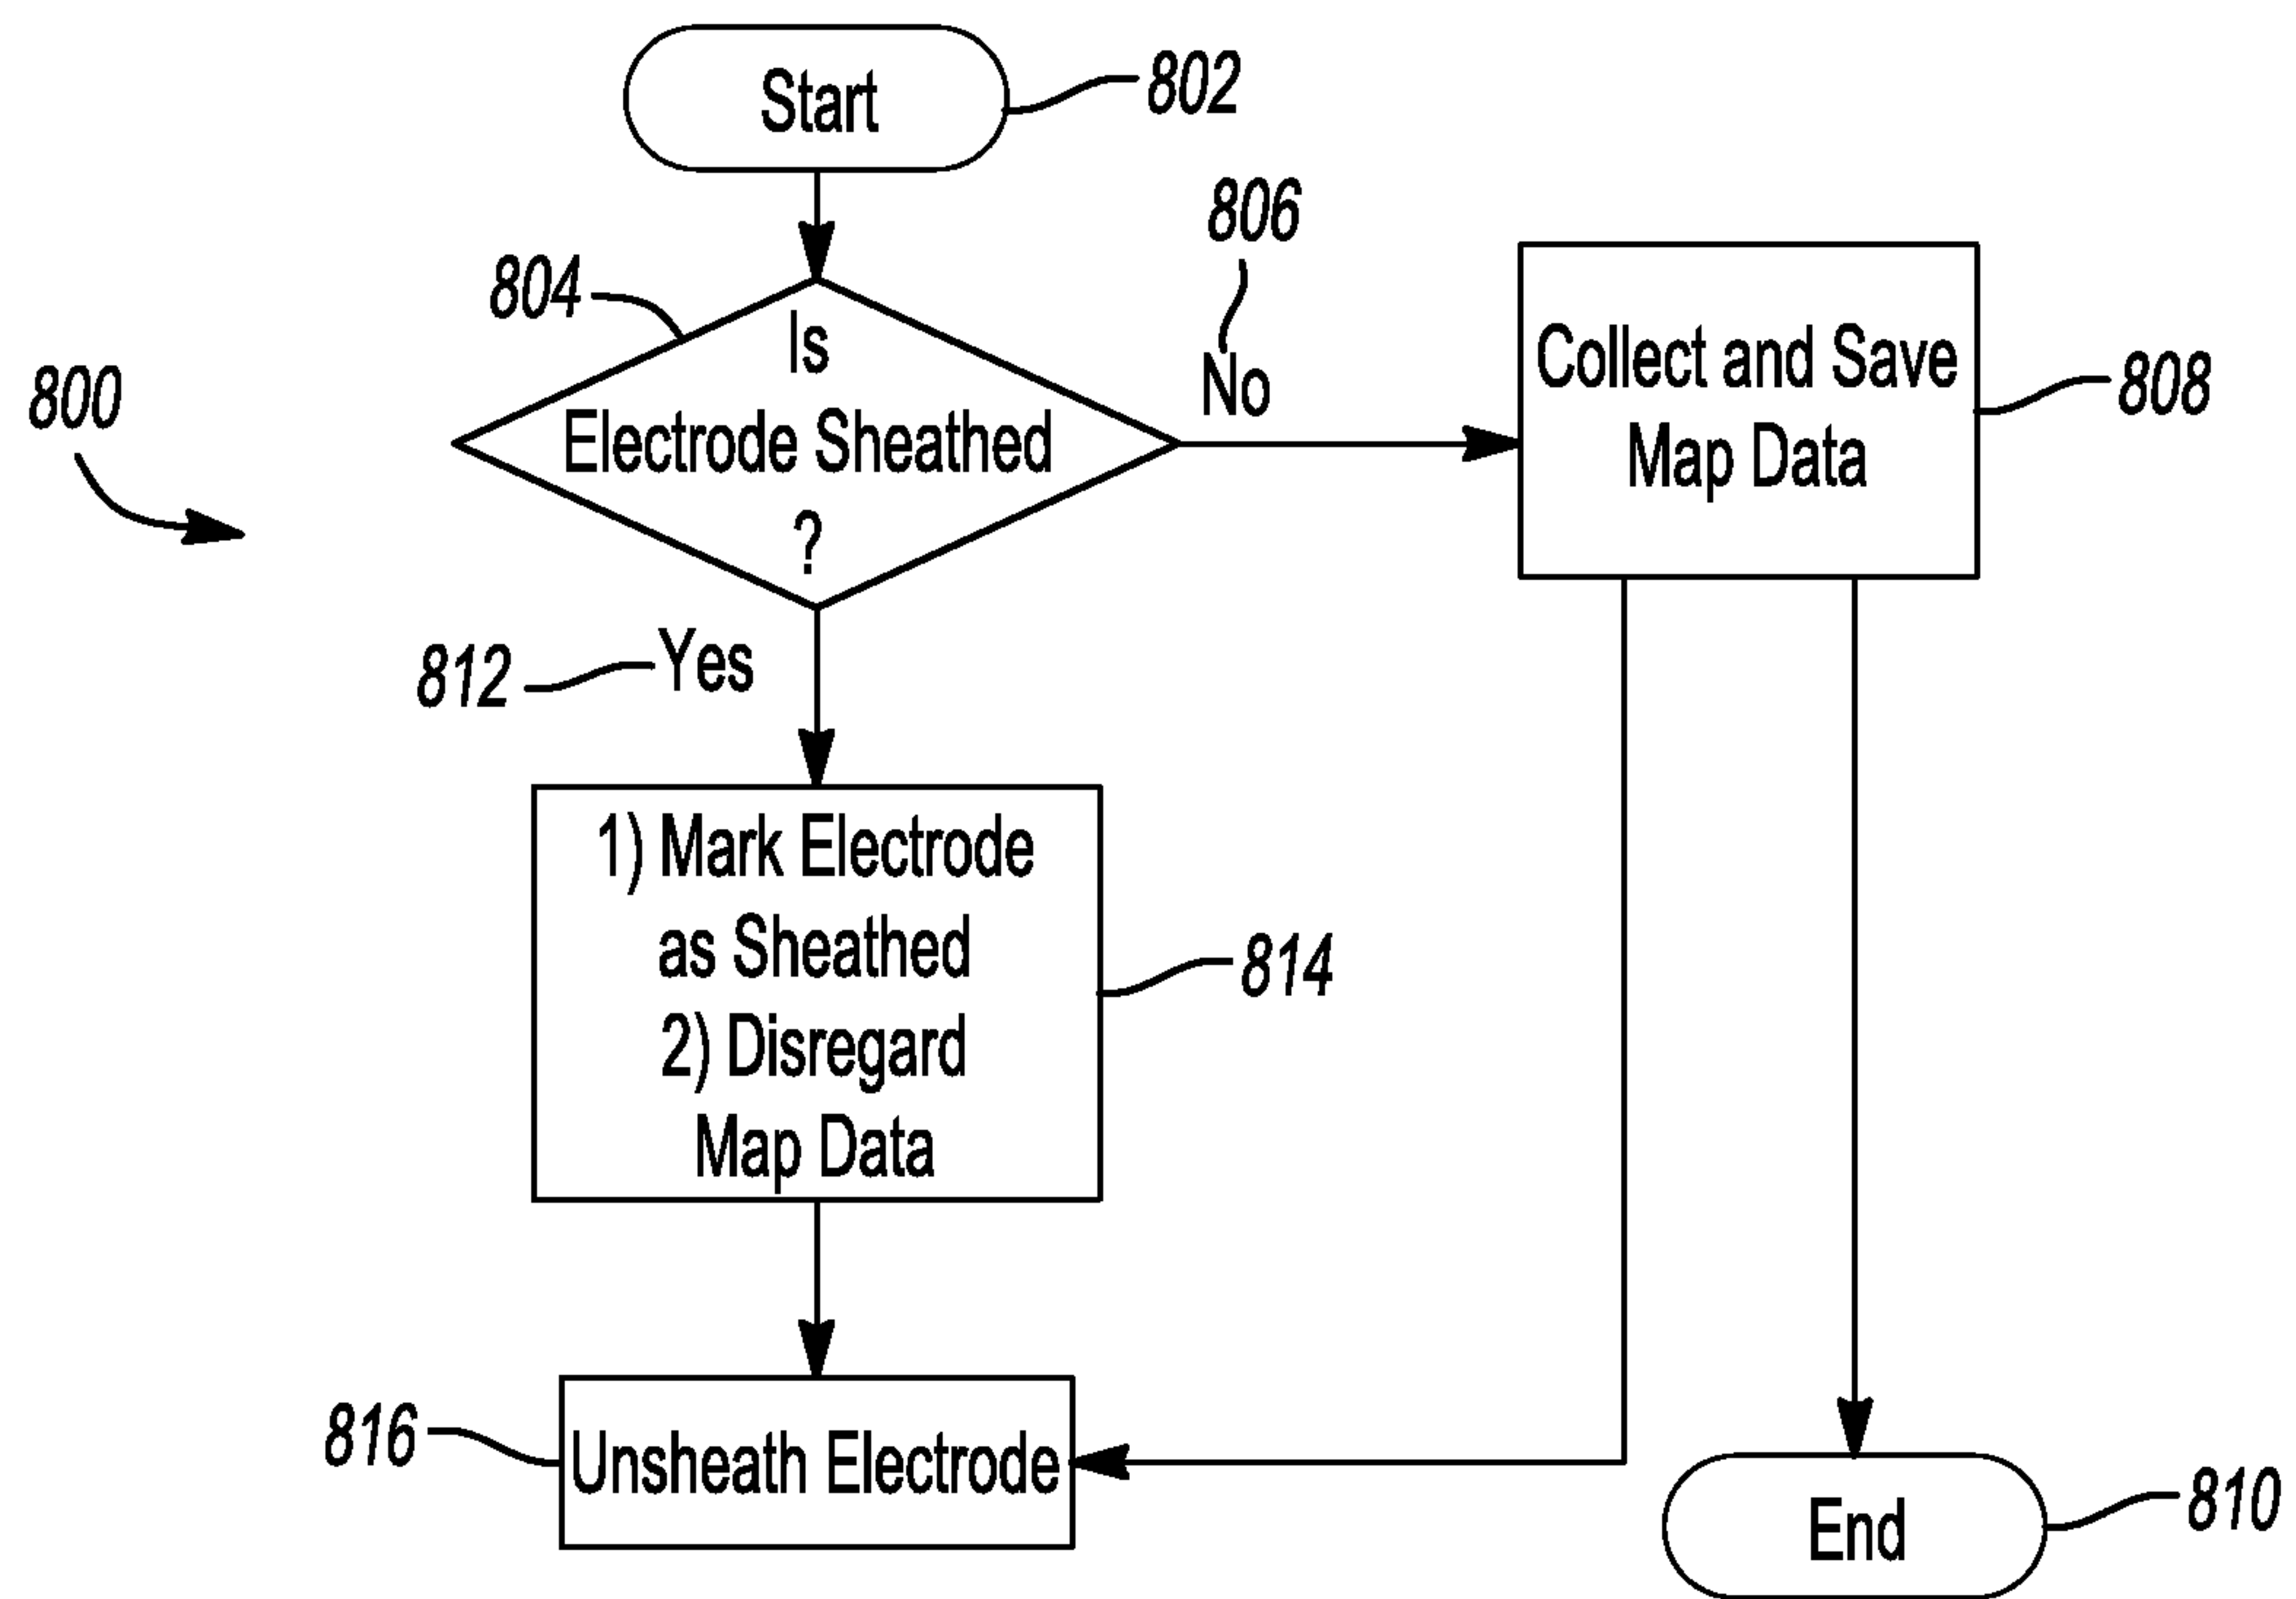 Start
802
806
804
Is
Electrode Sheathed
?
No
800
Collect and Save
Map Data
808
812
Yes
1) Mark Electrode
as Sheathed
2) Disregard
Map Data
814
816
Unsheath Electrode
End
810